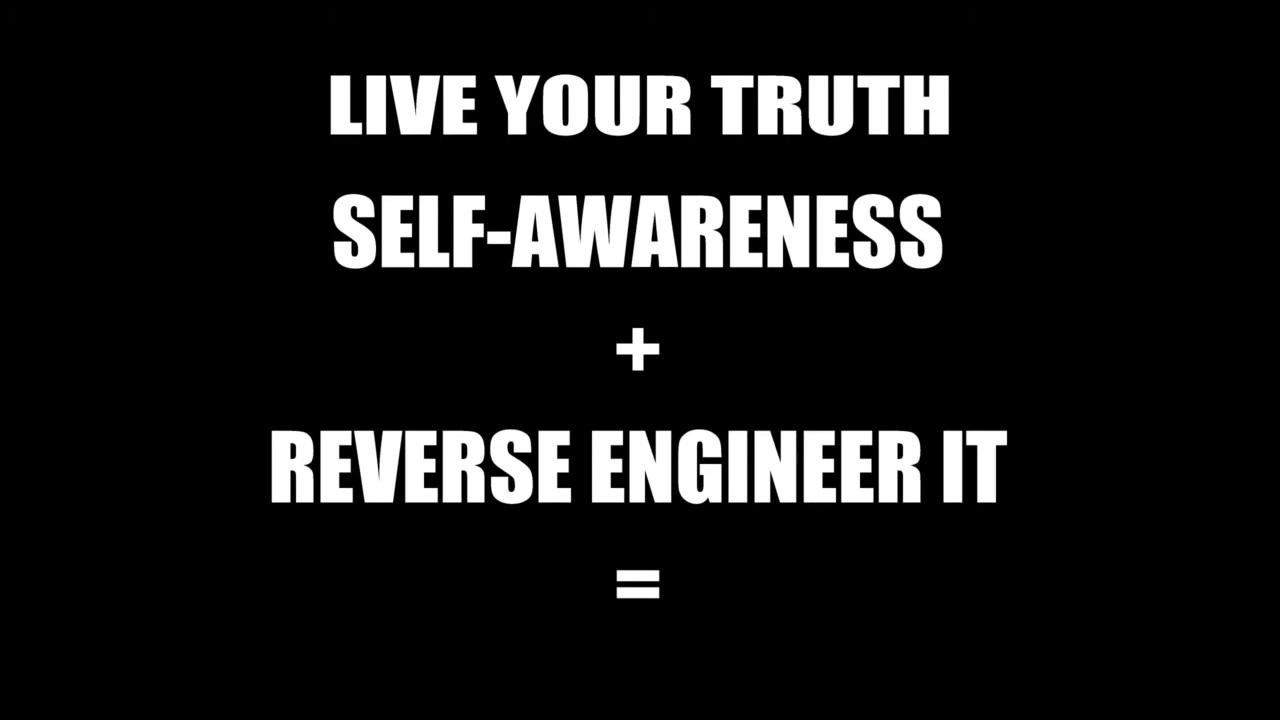 LIVE YOUR TRUTH
SELF-AWARENESS
+
REVERSE ENGINEER IT
=